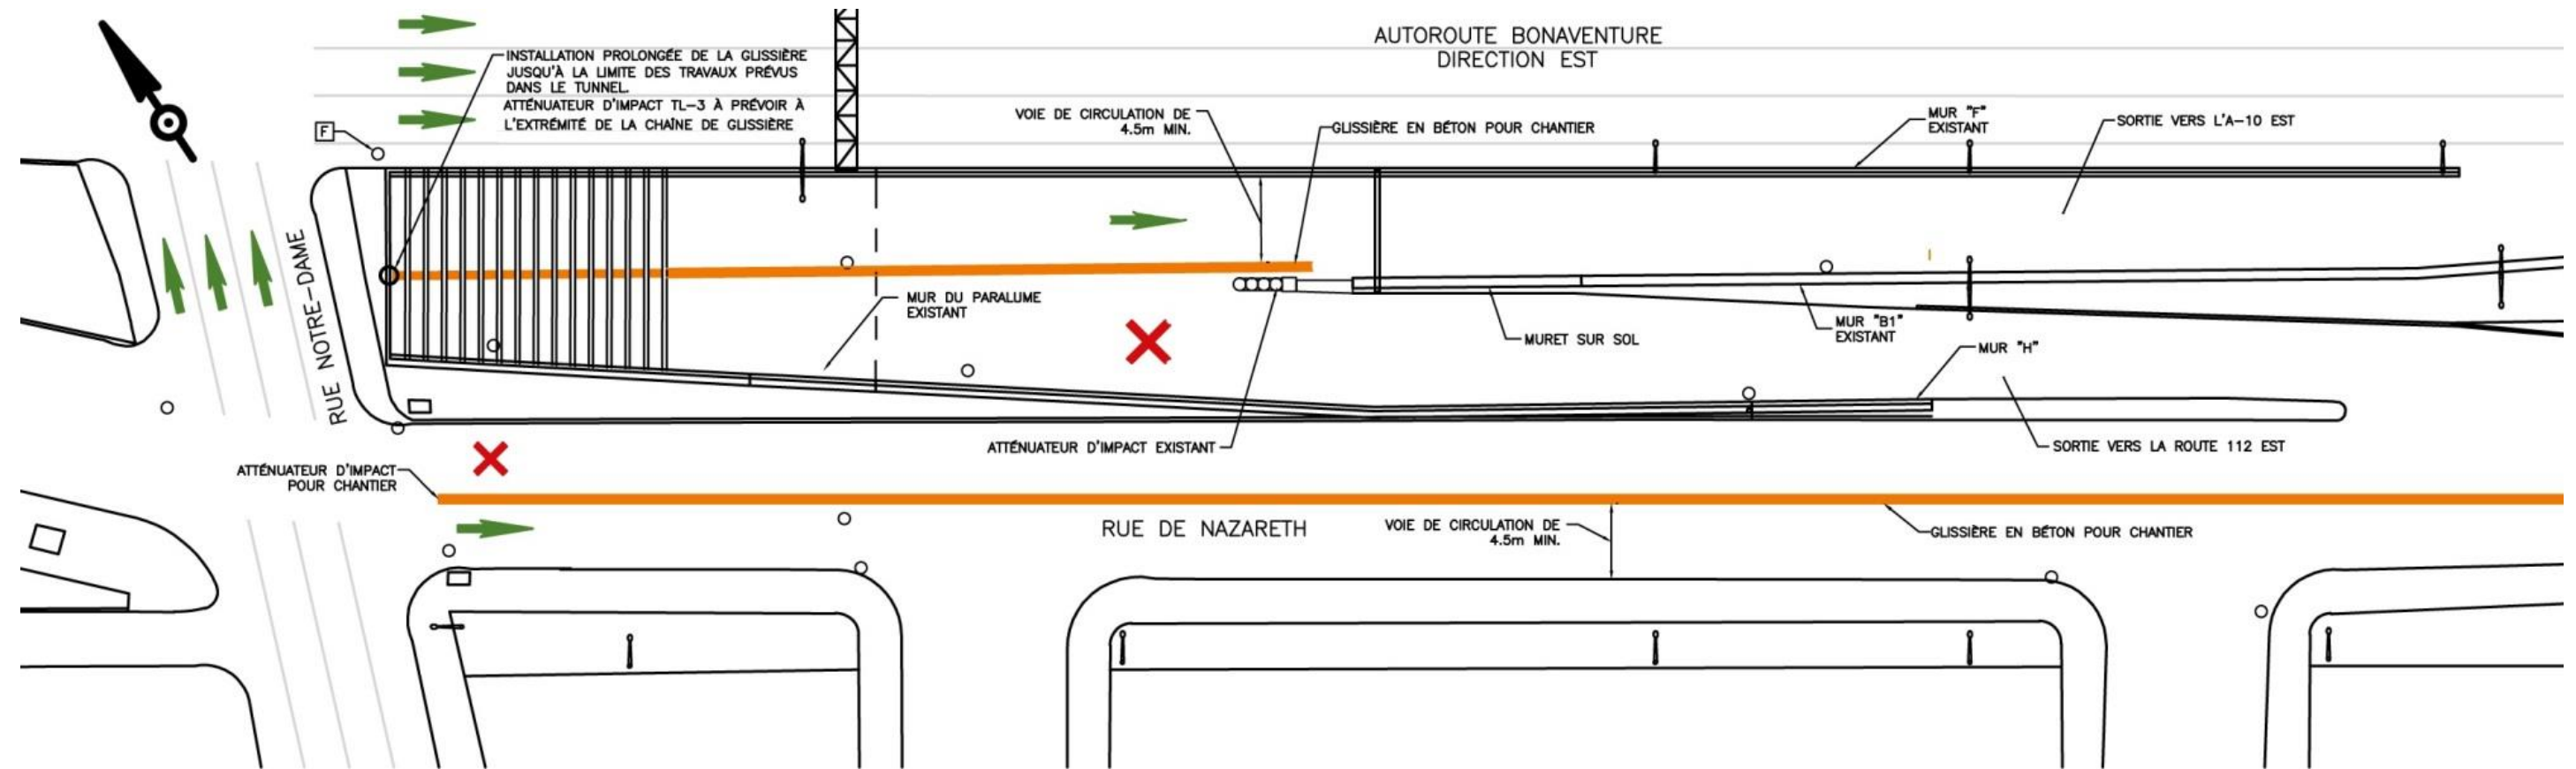 AUTOROUTE BONAVENTURE
DIRECTION EST
INSTALLATION PROLONGÉE DE LA GLISSIÈRE
JUSQU'À LA LIMITE DES TRAVAUX PRÉVUS
DANS LE TUNNEL.
ATTÉNUATEUR D'IMPACT TL-3 À PRÉVOIR À
L'EXTRÉMITÉ DE LA CHAÎNE DE GLISSIÈRE
F
VOIE DE CIRCULATION DE
4.5m MIN.
GLISSIÈRE EN BÉTON POUR CHANTIER
MUR "F"
EXISTANT
SORTIE VERS L'A-10 EST
RUE NOTRE-DAME
MUR DU PARALUME
EXISTANT
MURET SUR SOL
MUR "B1"
EXISTANT
MUR "H"
ATTÉNUATEUR D'IMPACT EXISTANT
SORTIE VERS LA ROUTE 112 EST
ATTÉNUATEUR D'IMPACT
POUR CHANTIER
RUE DE NAZARETH
VOIE DE CIRCULATION DE
4.5m MIN.
GLISSIÈRE EN BÉTON POUR CHANTIER